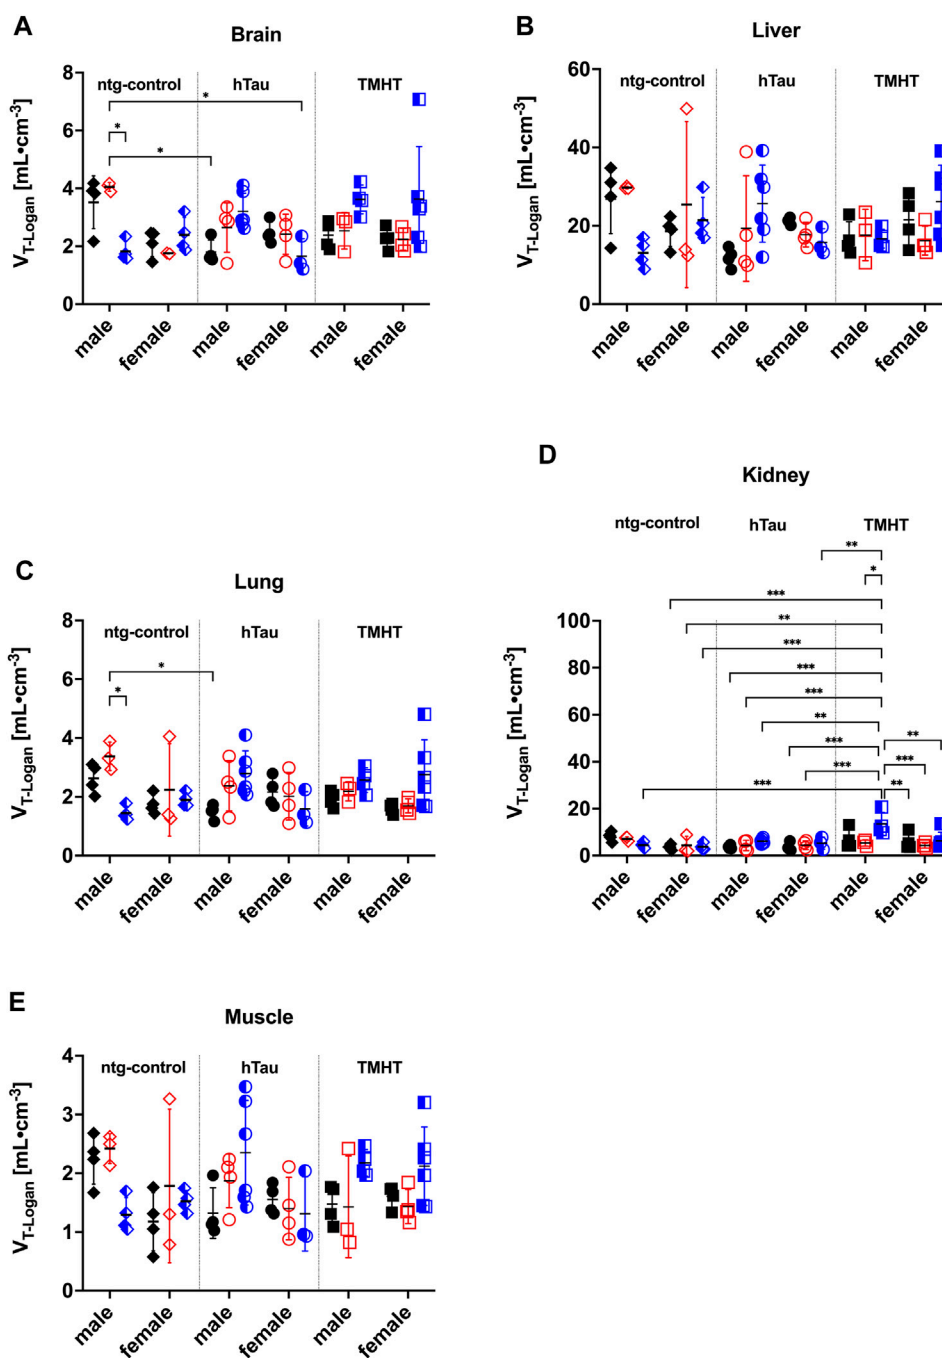 A
Brain
8
6
4
2
0
V_T-Logan [mL•cm⁻³]
ntg-control
hTau
TMHT
*
*
*
male
female
male
female
male
female
B
Liver
60
40
20
0
V_T-Logan [mL•cm⁻³]
ntg-control
hTau
TMHT
male
female
male
female
male
female
C
Lung
8
6
4
2
0
V_T-Logan [mL•cm⁻³]
ntg-control
hTau
TMHT
*
*
male
female
male
female
male
female
D
Kidney
ntg-control
hTau
TMHT
100
80
60
40
20
0
V_T-Logan [mL•cm⁻³]
**
*
***
**
***
***
***
**
***
**
***
***
***
**
male
female
male
female
male
female
E
Muscle
4
3
2
1
0
V_T-Logan [mL•cm⁻³]
ntg-control
hTau
TMHT
male
female
male
female
male
female